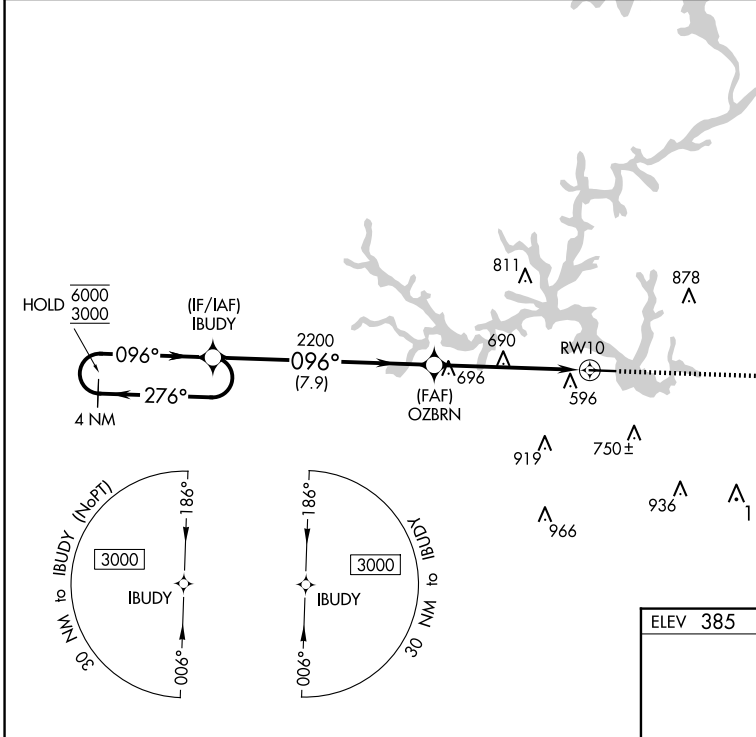 811
878
HOLD 6000
3000
(IF/IAF)
IBUDY
2200
690
RW10
096°
096°
(7.9)
696
596
276°
(FAF)
OZBRN
4 NM
919
750±
936
1
966
30 NM to IBUDY (NoPT)
186°
3000
IBUDY
006°
186°
3000
IBUDY
006°
30 NM to IBUDY
ELEV 385